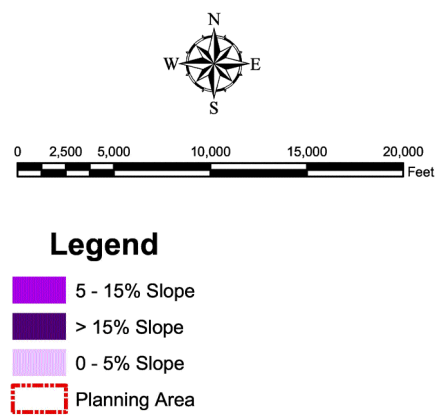 N
W E
S
0 2,500 5,000 10,000 15,000 20,000
Feet
Legend
5 - 15% Slope
> 15% Slope
0 - 5% Slope
Planning Area